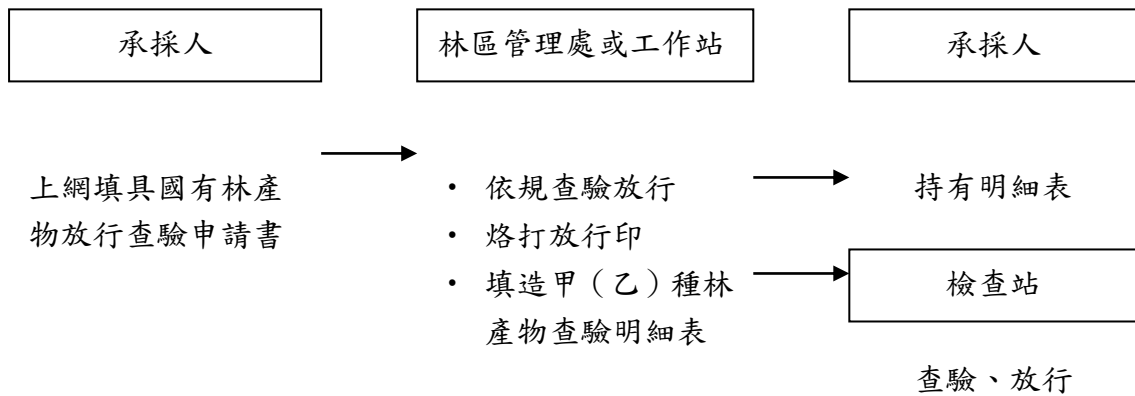 承採人
上網填具國有林產
物放行查驗申請書
林區管理處或工作站
· 依規查驗放行
· 烙打放行印
· 填造甲（乙）種林
產物查驗明細表
承採人
持有明細表
檢查站
查驗、放行